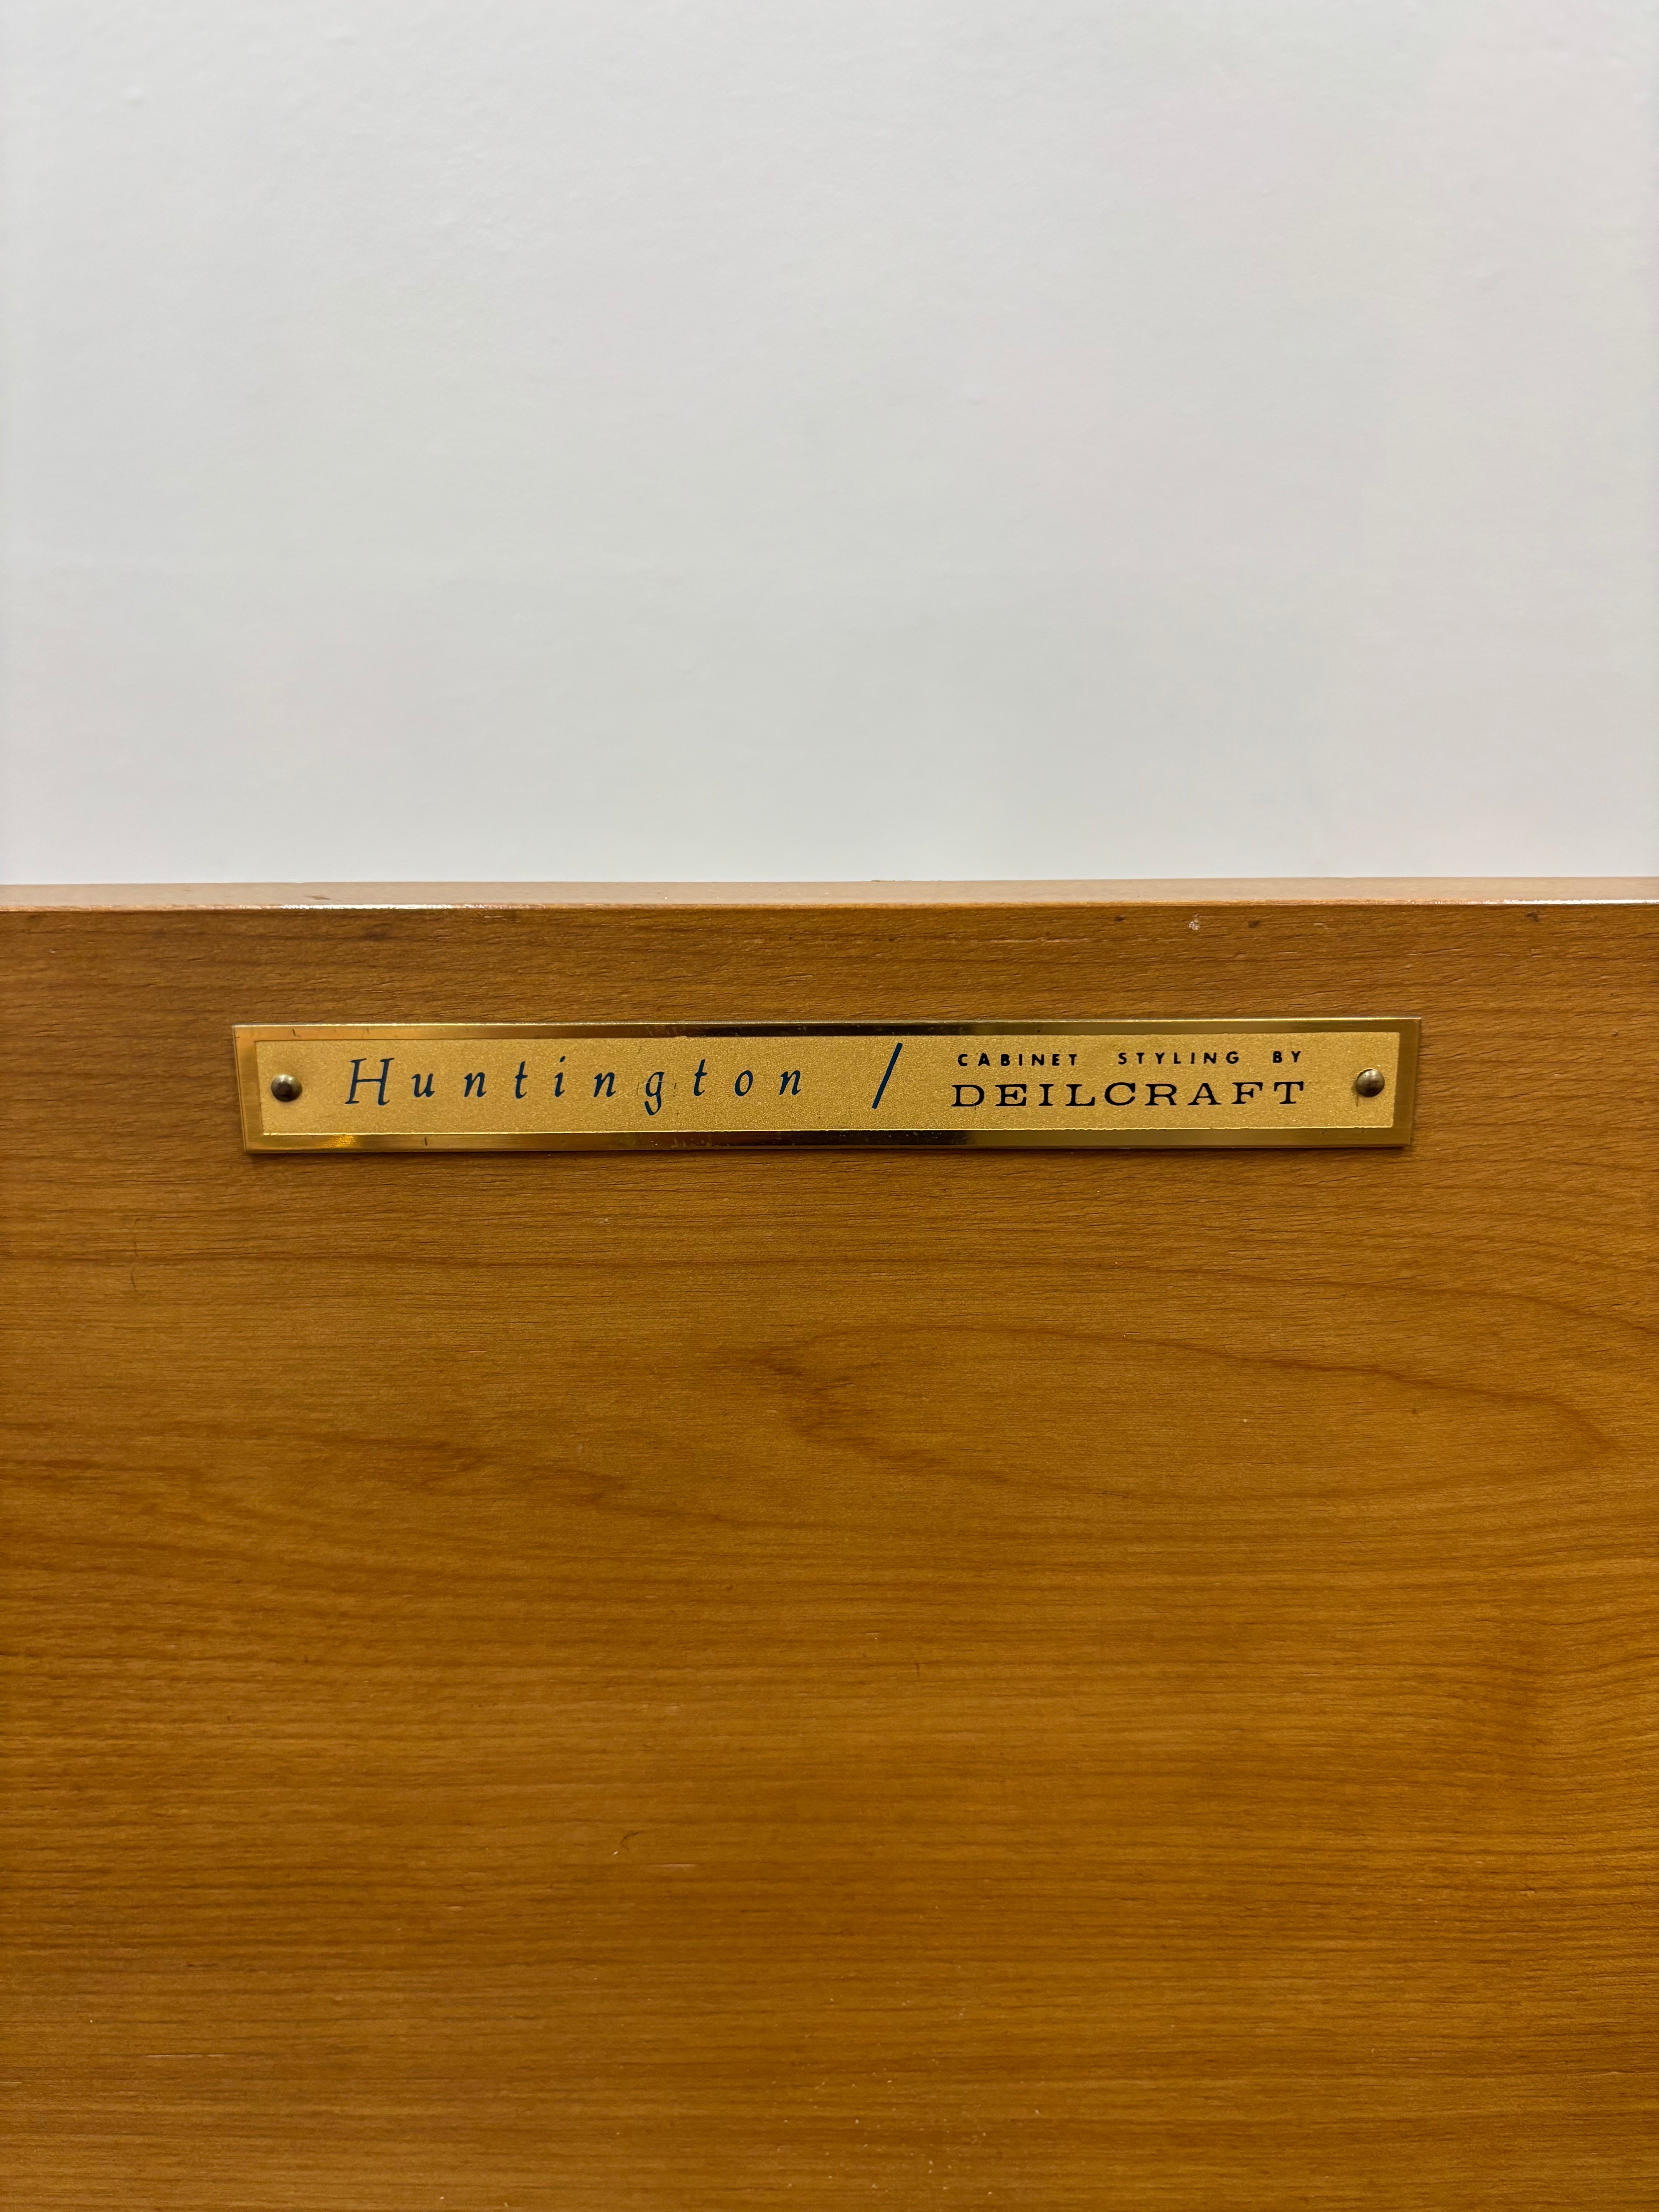 Huntington / CABINET STYLING BY
DEILCRAFT